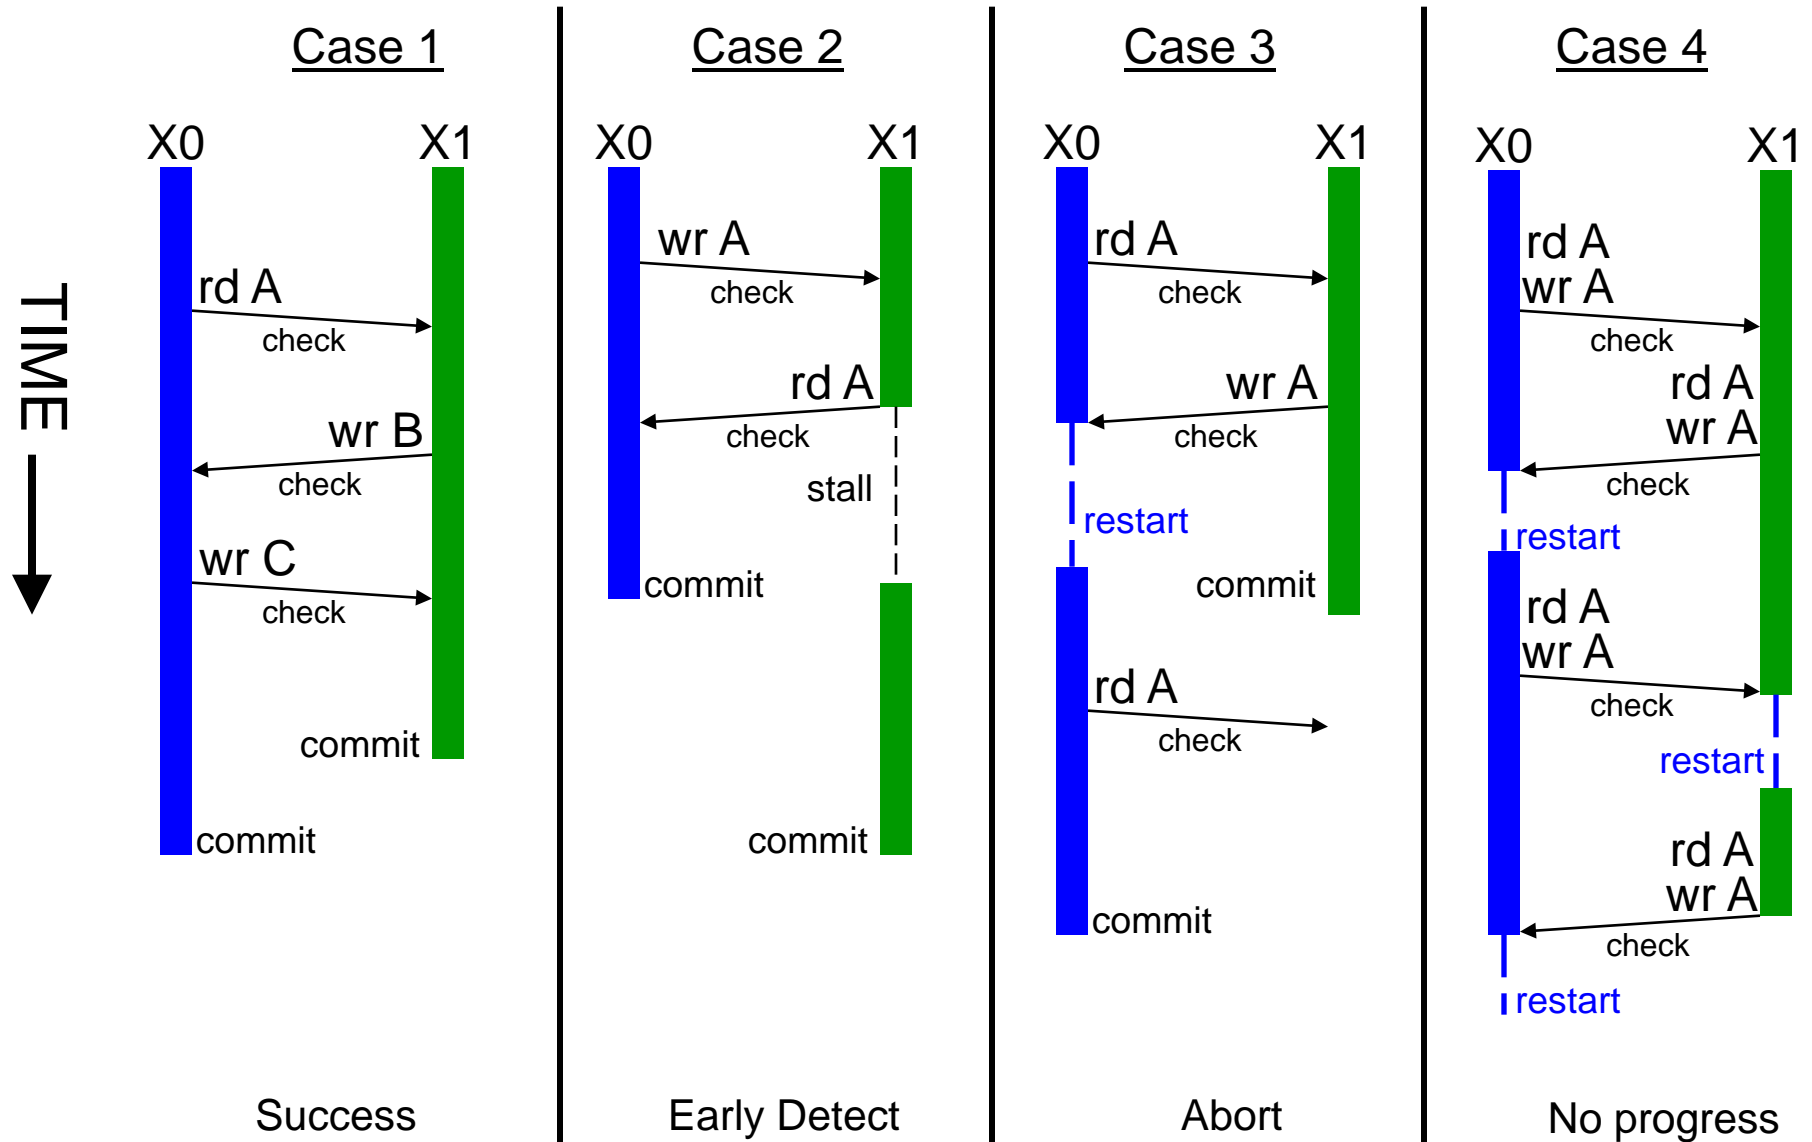 Case 1
X0
X1
TIME
rd A
check
wr B
check
wr C
check
commit
commit
Success
Case 2
X0
X1
wr A
check
rd A
check
stall
commit
commit
Early Detect
Case 3
X0
X1
rd A
check
wr A
check
restart
commit
rd A
check
commit
Abort
Case 4
X0
X1
rd A
wr A
check
rd A
wr A
check
restart
rd A
wr A
check
restart
rd A
wr A
check
restart
No progress